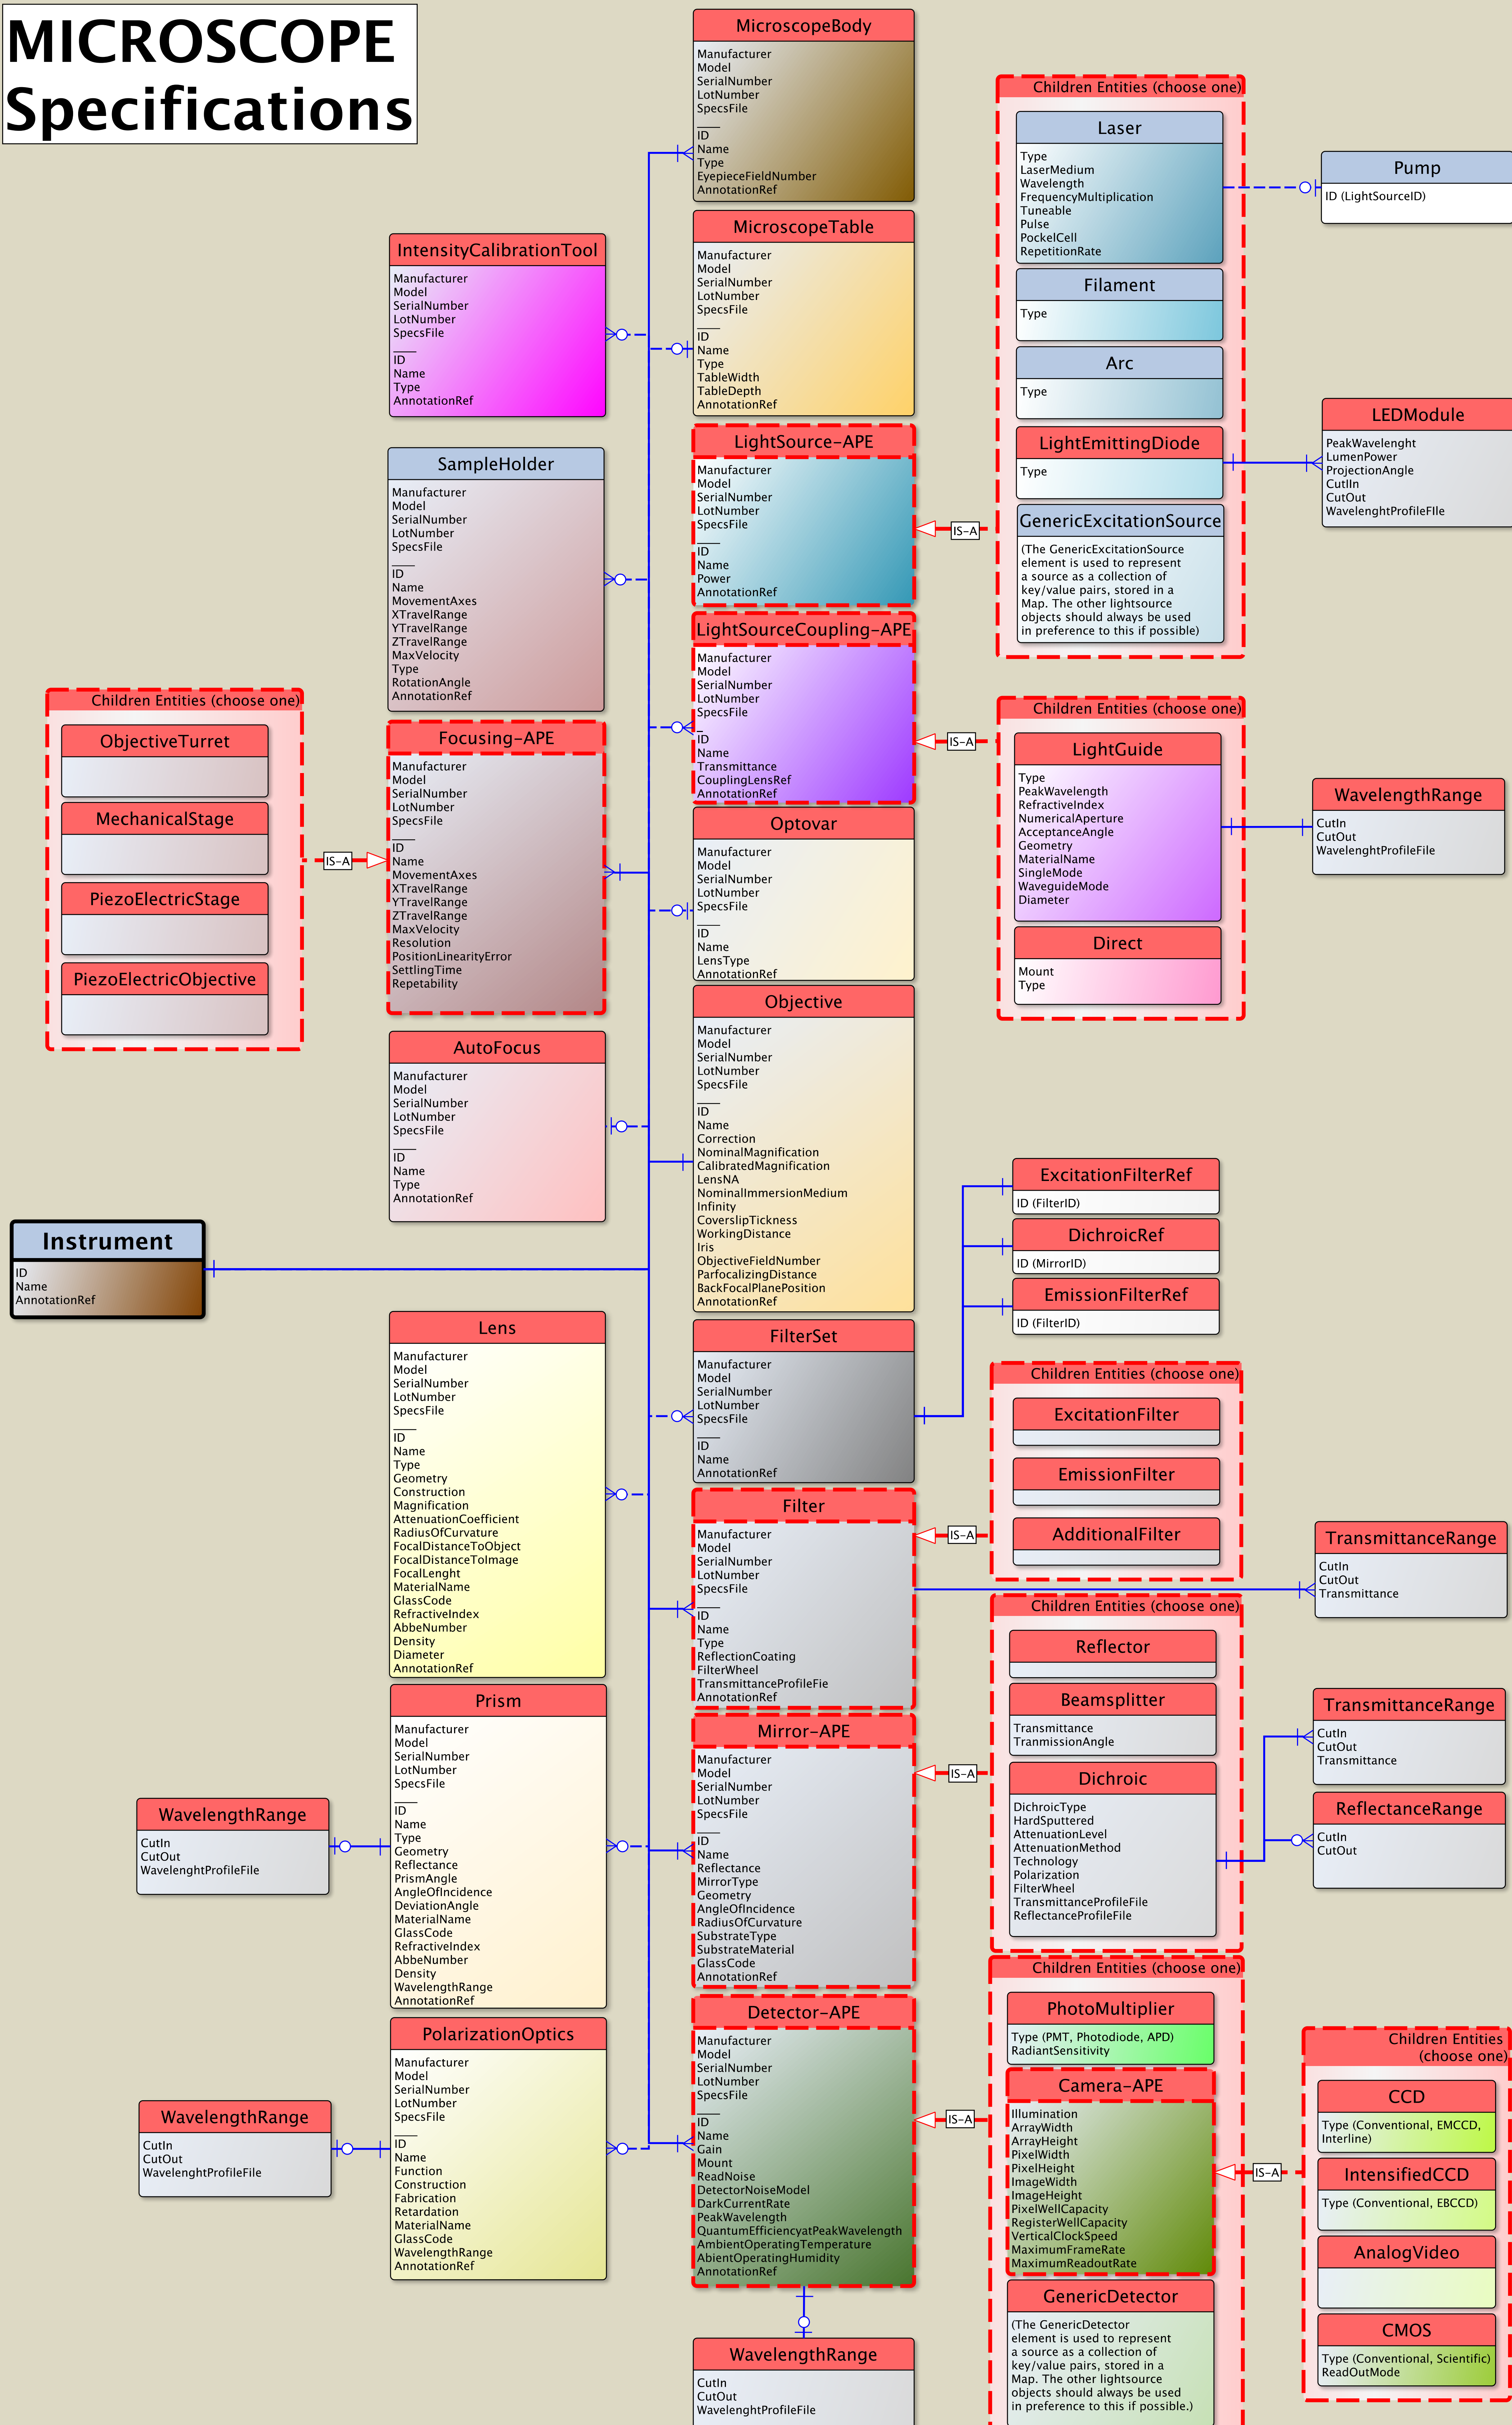 MICROSCOPE
Specifications
MicroscopeBody
Manufacturer
Model
SerialNumber
LotNumber
SpecsFile
ID
Name
Type
EyepieceFieldNumber
AnnotationRef
MicroscopeTable
Manufacturer
Model
SerialNumber
LotNumber
SpecsFile
ID
Name
Type
TableWidth
TableDepth
AnnotationRef
IntensityCalibrationTool
Manufacturer
Model
SerialNumber
LotNumber
SpecsFile
ID
Name
Type
AnnotationRef
Children Entities (choose one)
Laser
Type
LaserMedium
Wavelength
FrequencyMultiplication
Tuneable
Pulse
PockelCell
RepetitionRate
Filament
Type
Arc
Type
LightEmittingDiode
Type
GenericExcitationSource
(The GenericExcitationSource
element is used to represent
a source as a collection of
key/value pairs, stored in a
Map. The other lightsource
objects should always be used
in preference to this if possible)
Pump
ID (LightSourceID)
LEDModule
PeakWavelenght
LumenPower
ProjectionAngle
CutIIn
CutOut
WavelenghtProfileFIle
LightSource-APE
Manufacturer
Model
SerialNumber
LotNumber
SpecsFile
ID
Name
Power
AnnotationRef
IS-A
SampleHolder
Manufacturer
Model
SerialNumber
LotNumber
SpecsFile
ID
Name
MovementAxes
XTravelRange
YTravelRange
ZTravelRange
MaxVelocity
Type
RotationAngle
AnnotationRef
LightSourceCoupling-APE
Manufacturer
Model
SerialNumber
LotNumber
SpecsFile
ID
Name
Transmittance
CouplingLensRef
AnnotationRef
IS-A
Children Entities (choose one)
LightGuide
Type
PeakWavelength
RefractiveIndex
NumericalAperture
AcceptanceAngle
Geometry
MaterialName
SingleMode
WaveguideMode
Diameter
Direct
Mount
Type
WavelengthRange
CutIn
CutOut
WavelenghtProfileFile
Children Entities (choose one)
ObjectiveTurret
MechanicalStage
PiezoElectricStage
PiezoElectricObjective
IS-A
Focusing-APE
Manufacturer
Model
SerialNumber
LotNumber
SpecsFile
ID
Name
MovementAxes
XTravelRange
YTravelRange
ZTravelRange
MaxVelocity
Resolution
PositionLinearityError
SettlingTime
Repetability
Optovar
Manufacturer
Model
SerialNumber
LotNumber
SpecsFile
ID
Name
LensType
AnnotationRef
Objective
Manufacturer
Model
SerialNumber
LotNumber
SpecsFile
ID
Name
Correction
NominalMagnification
CalibratedMagnification
LensNA
NominalImmersionMedium
Infinity
CoverslipTickness
WorkingDistance
Iris
ObjectiveFieldNumber
ParfocalizingDistance
BackFocalPlanePosition
AnnotationRef
AutoFocus
Manufacturer
Model
SerialNumber
LotNumber
SpecsFile
ID
Name
Type
AnnotationRef
Instrument
ID
Name
AnnotationRef
ExcitationFilterRef
ID (FilterID)
DichroicRef
ID (MirrorID)
EmissionFilterRef
ID (FilterID)
FilterSet
Manufacturer
Model
SerialNumber
LotNumber
SpecsFile
ID
Name
AnnotationRef
Lens
Manufacturer
Model
SerialNumber
LotNumber
SpecsFile
ID
Name
Type
Geometry
Construction
Magnification
AttenuationCoefficient
RadiusOfCurvature
FocalDistanceToObject
FocalDistanceToImage
FocalLenght
MaterialName
GlassCode
RefractiveIndex
AbbeNumber
Density
Diameter
AnnotationRef
Children Entities (choose one)
ExcitationFilter
EmissionFilter
AdditionalFilter
Filter
Manufacturer
Model
SerialNumber
LotNumber
SpecsFile
ID
Name
Type
ReflectionCoating
FilterWheel
TransmittanceProfileFie
AnnotationRef
IS-A
TransmittanceRange
CutIn
CutOut
Transmittance
Children Entities (choose one)
Reflector
Beamsplitter
Transmittance
TranmissionAngle
Dichroic
DichroicType
HardSputtered
AttenuationLevel
AttenuationMethod
Technology
Polarization
FilterWheel
TransmittanceProfileFile
ReflectanceProfileFile
TransmittanceRange
CutIn
CutOut
Transmittance
ReflectanceRange
CutIn
CutOut
Mirror-APE
Manufacturer
Model
SerialNumber
LotNumber
SpecsFile
ID
Name
Reflectance
MirrorType
Geometry
AngleOfIncidence
RadiusOfCurvature
SubstrateType
SubstrateMaterial
GlassCode
AnnotationRef
IS-A
Prism
Manufacturer
Model
SerialNumber
LotNumber
SpecsFile
ID
Name
Type
Geometry
Reflectance
PrismAngle
AngleOfIncidence
DeviationAngle
MaterialName
GlassCode
RefractiveIndex
AbbeNumber
Density
WavelengthRange
AnnotationRef
WavelengthRange
CutIn
CutOut
WavelenghtProfileFile
PolarizationOptics
Manufacturer
Model
SerialNumber
LotNumber
SpecsFile
ID
Name
Function
Construction
Fabrication
Retardation
MaterialName
GlassCode
WavelengthRange
AnnotationRef
WavelengthRange
CutIn
CutOut
WavelenghtProfileFile
Detector-APE
Manufacturer
Model
SerialNumber
LotNumber
SpecsFile
ID
Name
Gain
Mount
ReadNoise
DetectorNoiseModel
DarkCurrentRate
PeakWavelength
QuantumEfficiencyatPeakWavelength
AmbientOperatingTemperature
AbientOperatingHumidity
AnnotationRef
IS-A
WavelengthRange
CutIn
CutOut
WavelenghtProfileFile
Children Entities (choose one)
PhotoMultiplier
Type (PMT, Photodiode, APD)
RadiantSensitivity
Camera-APE
Illumination
ArrayWidth
ArrayHeight
PixelWidth
PixelHeight
ImageWidth
ImageHeight
PixelWellCapacity
RegisterWellCapacity
VerticalClockSpeed
MaximumFrameRate
MaximumReadoutRate
GenericDetector
(The GenericDetector
element is used to represent
a source as a collection of
key/value pairs, stored in a
Map. The other lightsource
objects should always be used
in preference to this if possible.)
IS-A
Children Entities
(choose one)
CCD
Type (Conventional, EMCCD,
Interline)
IntensifiedCCD
Type (Conventional, EBCCD)
AnalogVideo
CMOS
Type (Conventional, Scientific)
ReadOutMode